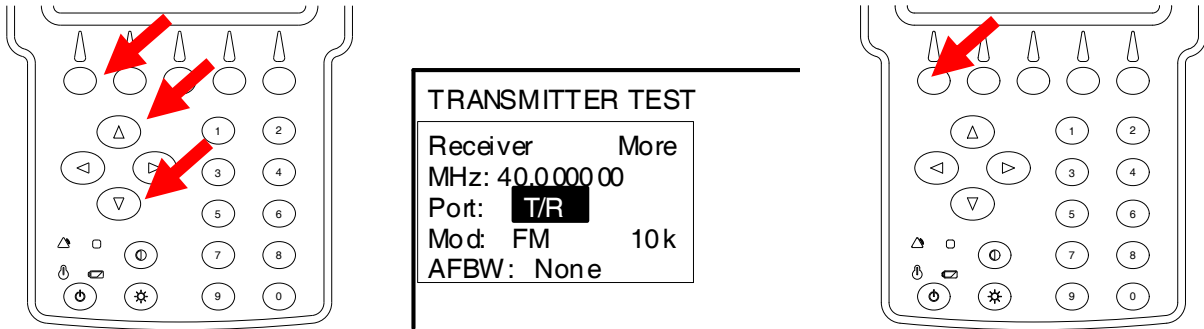 1 2
3 4
5 6
7 8
9 0
TRANSMITTER TEST
Receiver More
MHz: 40.000000
Port: T/R
Mod: FM 10k
AFBW: None
1 2
3 4
5 6
7 8
9 0